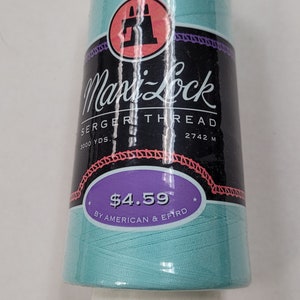 A
Maxi-Lock
SERGER THREAD
3000 YDS. 2742 M
$4.59
BY AMERICAN & EFIRD